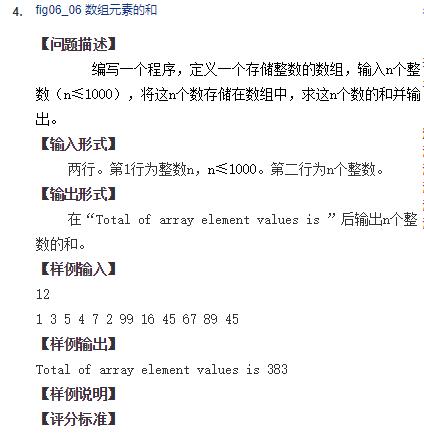 4. fig06_06 数组元素的和
【问题描述】
编写一个程序，定义一个存储整数的数组，输入n个整
数（n≤1000），将这n个数存储在数组中，求这n个数的和并输
出。
【输入形式】
两行。第1行为整数n，n≤1000。第二行为n个整数。
【输出形式】
在“Total of array element values is ”后输出n个整
数的和。
【样例输入】
12
1 3 5 4 7 2 99 16 45 67 89 45
【样例输出】
Total of array element values is 383
【样例说明】
【评分标准】